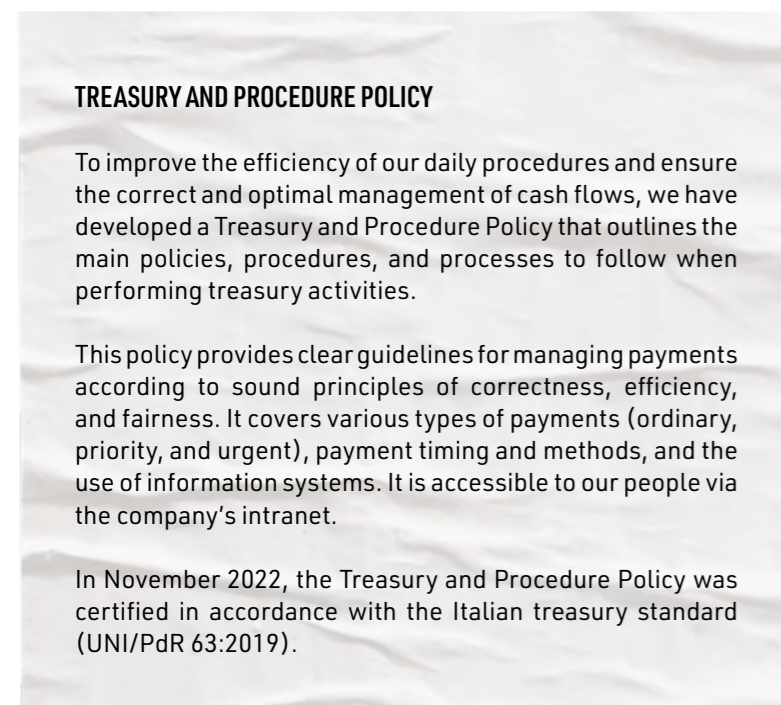 TREASURY AND PROCEDURE POLICY
To improve the efficiency of our daily procedures and ensure
the correct and optimal management of cash flows, we have
developed a Treasury and Procedure Policy that outlines the
main policies, procedures, and processes to follow when
performing treasury activities.
This policy provides clear guidelines for managing payments
according to sound principles of correctness, efficiency,
and fairness. It covers various types of payments (ordinary,
priority, and urgent), payment timing and methods, and the
use of information systems. It is accessible to our people via
the company’s intranet.
In November 2022, the Treasury and Procedure Policy was
certified in accordance with the Italian treasury standard
(UNI/PdR 63:2019).